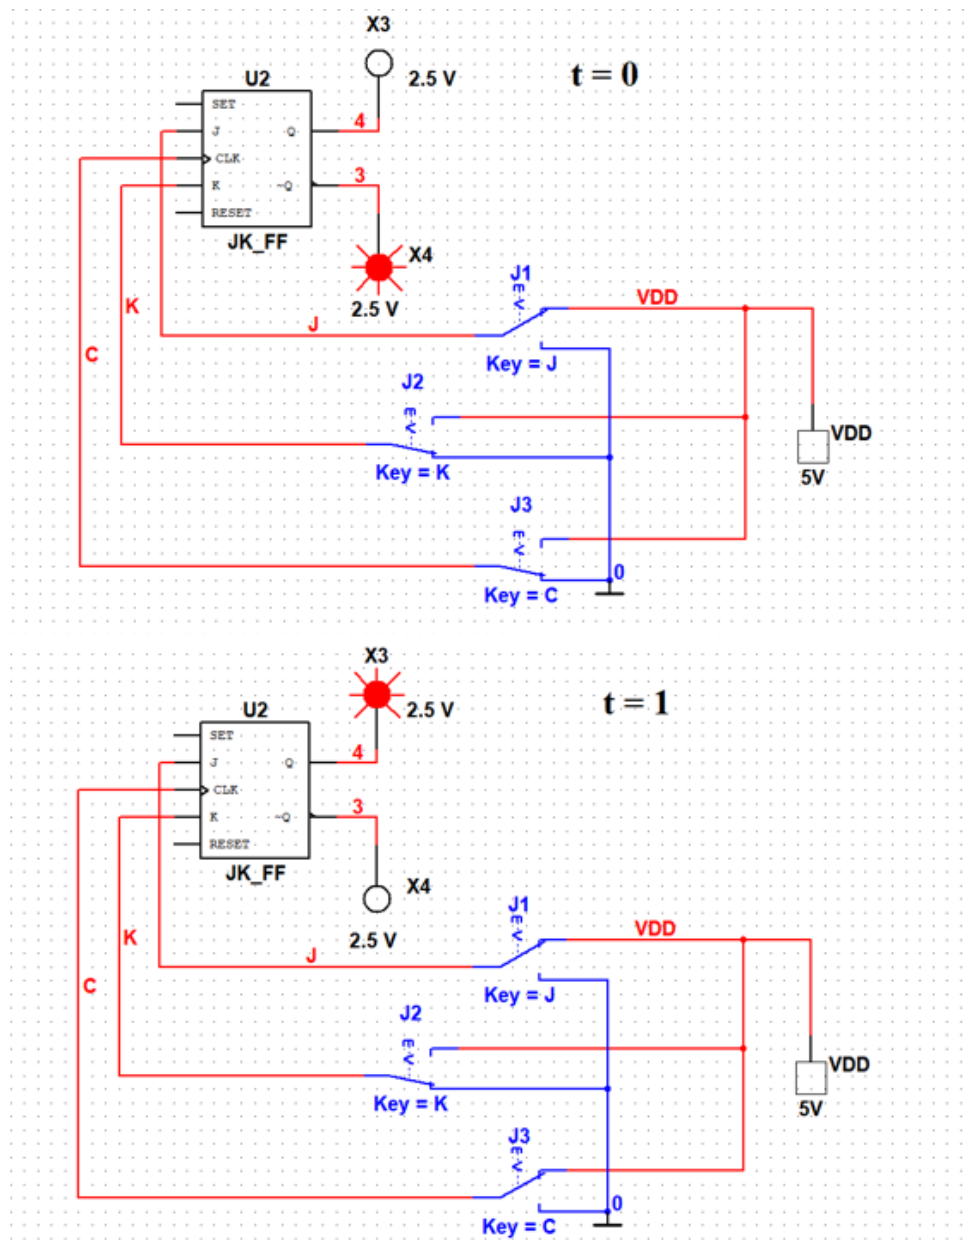 X3
t = 0
2.5 V
U2
SET
J
Q
4
CLK
3
K
~Q
RESET
JK_FF
X4
2.5 V
J1
VDD
K
J
C
Key = J
J2
VDD
Key = K
5V
J3
0
Key = C
X3
t = 1
2.5 V
U2
SET
J
Q
4
CLK
3
K
~Q
RESET
JK_FF
X4
J1
2.5 V
VDD
K
J
C
Key = J
J2
VDD
Key = K
5V
J3
0
Key = C